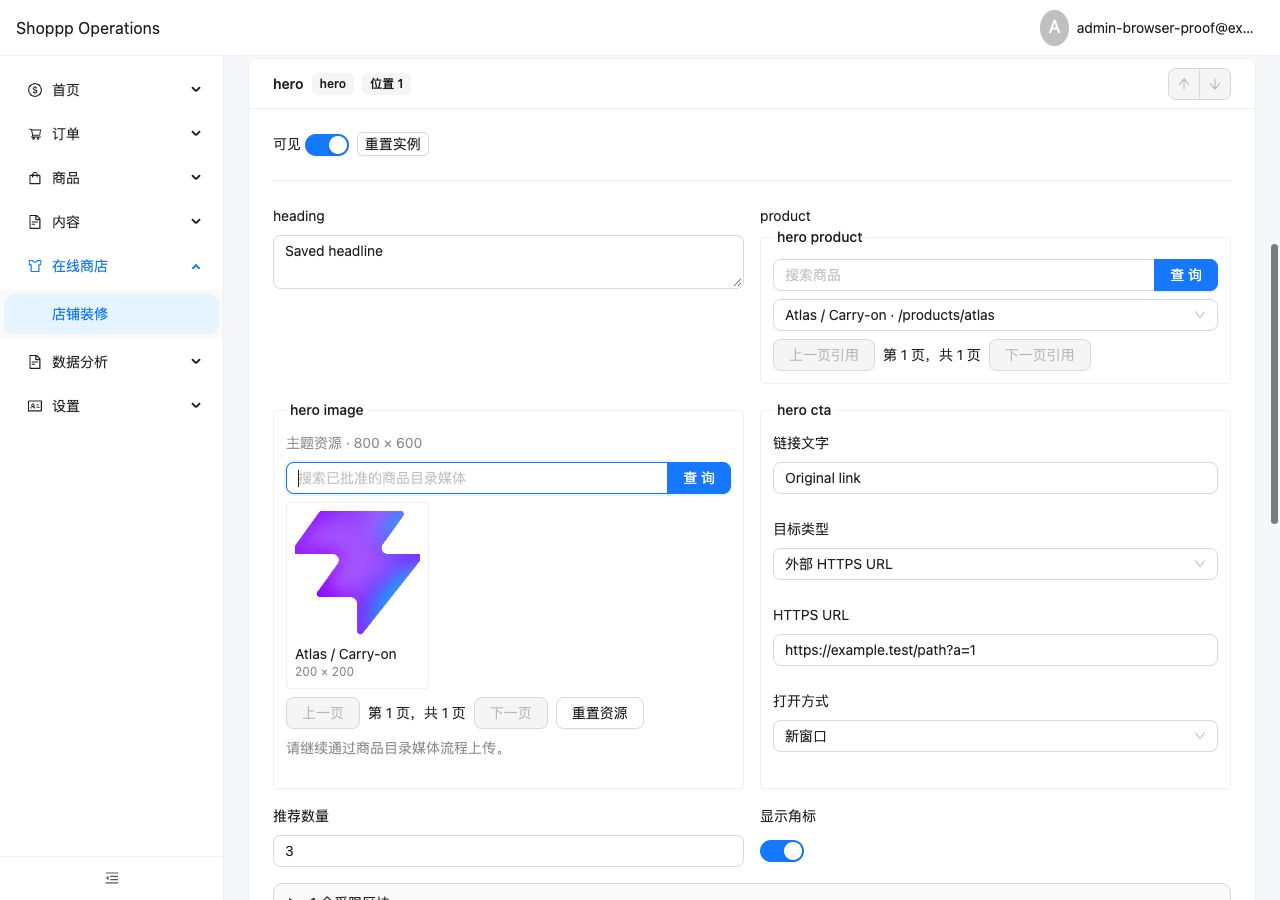 Shoppp Operations
A
admin-browser-proof@ex...
首页
订单
商品
内容
在线商店
店铺装修
数据分析
设置
hero
hero
位置 1
可见
重置实例
heading
Saved headline
product
hero product
搜索商品
查 询
Atlas / Carry-on · /products/atlas
上一页引用
第 1 页，共 1 页
下一页引用
hero image
主题资源 · 800 × 600
搜索已批准的商品目录媒体
查 询
Atlas / Carry-on
200 × 200
上一页
第 1 页，共 1 页
下一页
重置资源
请继续通过商品目录媒体流程上传。
hero cta
链接文字
Original link
目标类型
外部 HTTPS URL
HTTPS URL
https://example.test/path?a=1
打开方式
新窗口
推荐数量
3
显示角标